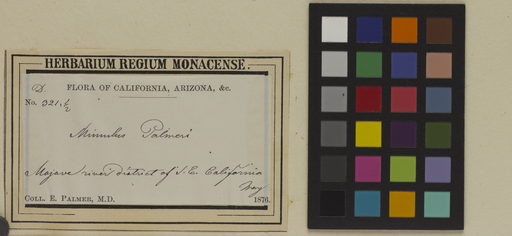 HERBARIUM REGIUM MONACENSE.
D. FLORA OF CALIFORNIA, ARIZONA, &c.
No. 321,½
Mimulus Palmeri
Mojave river district of S.E. California
May
COLL. E. PALMER, M.D. 1876.